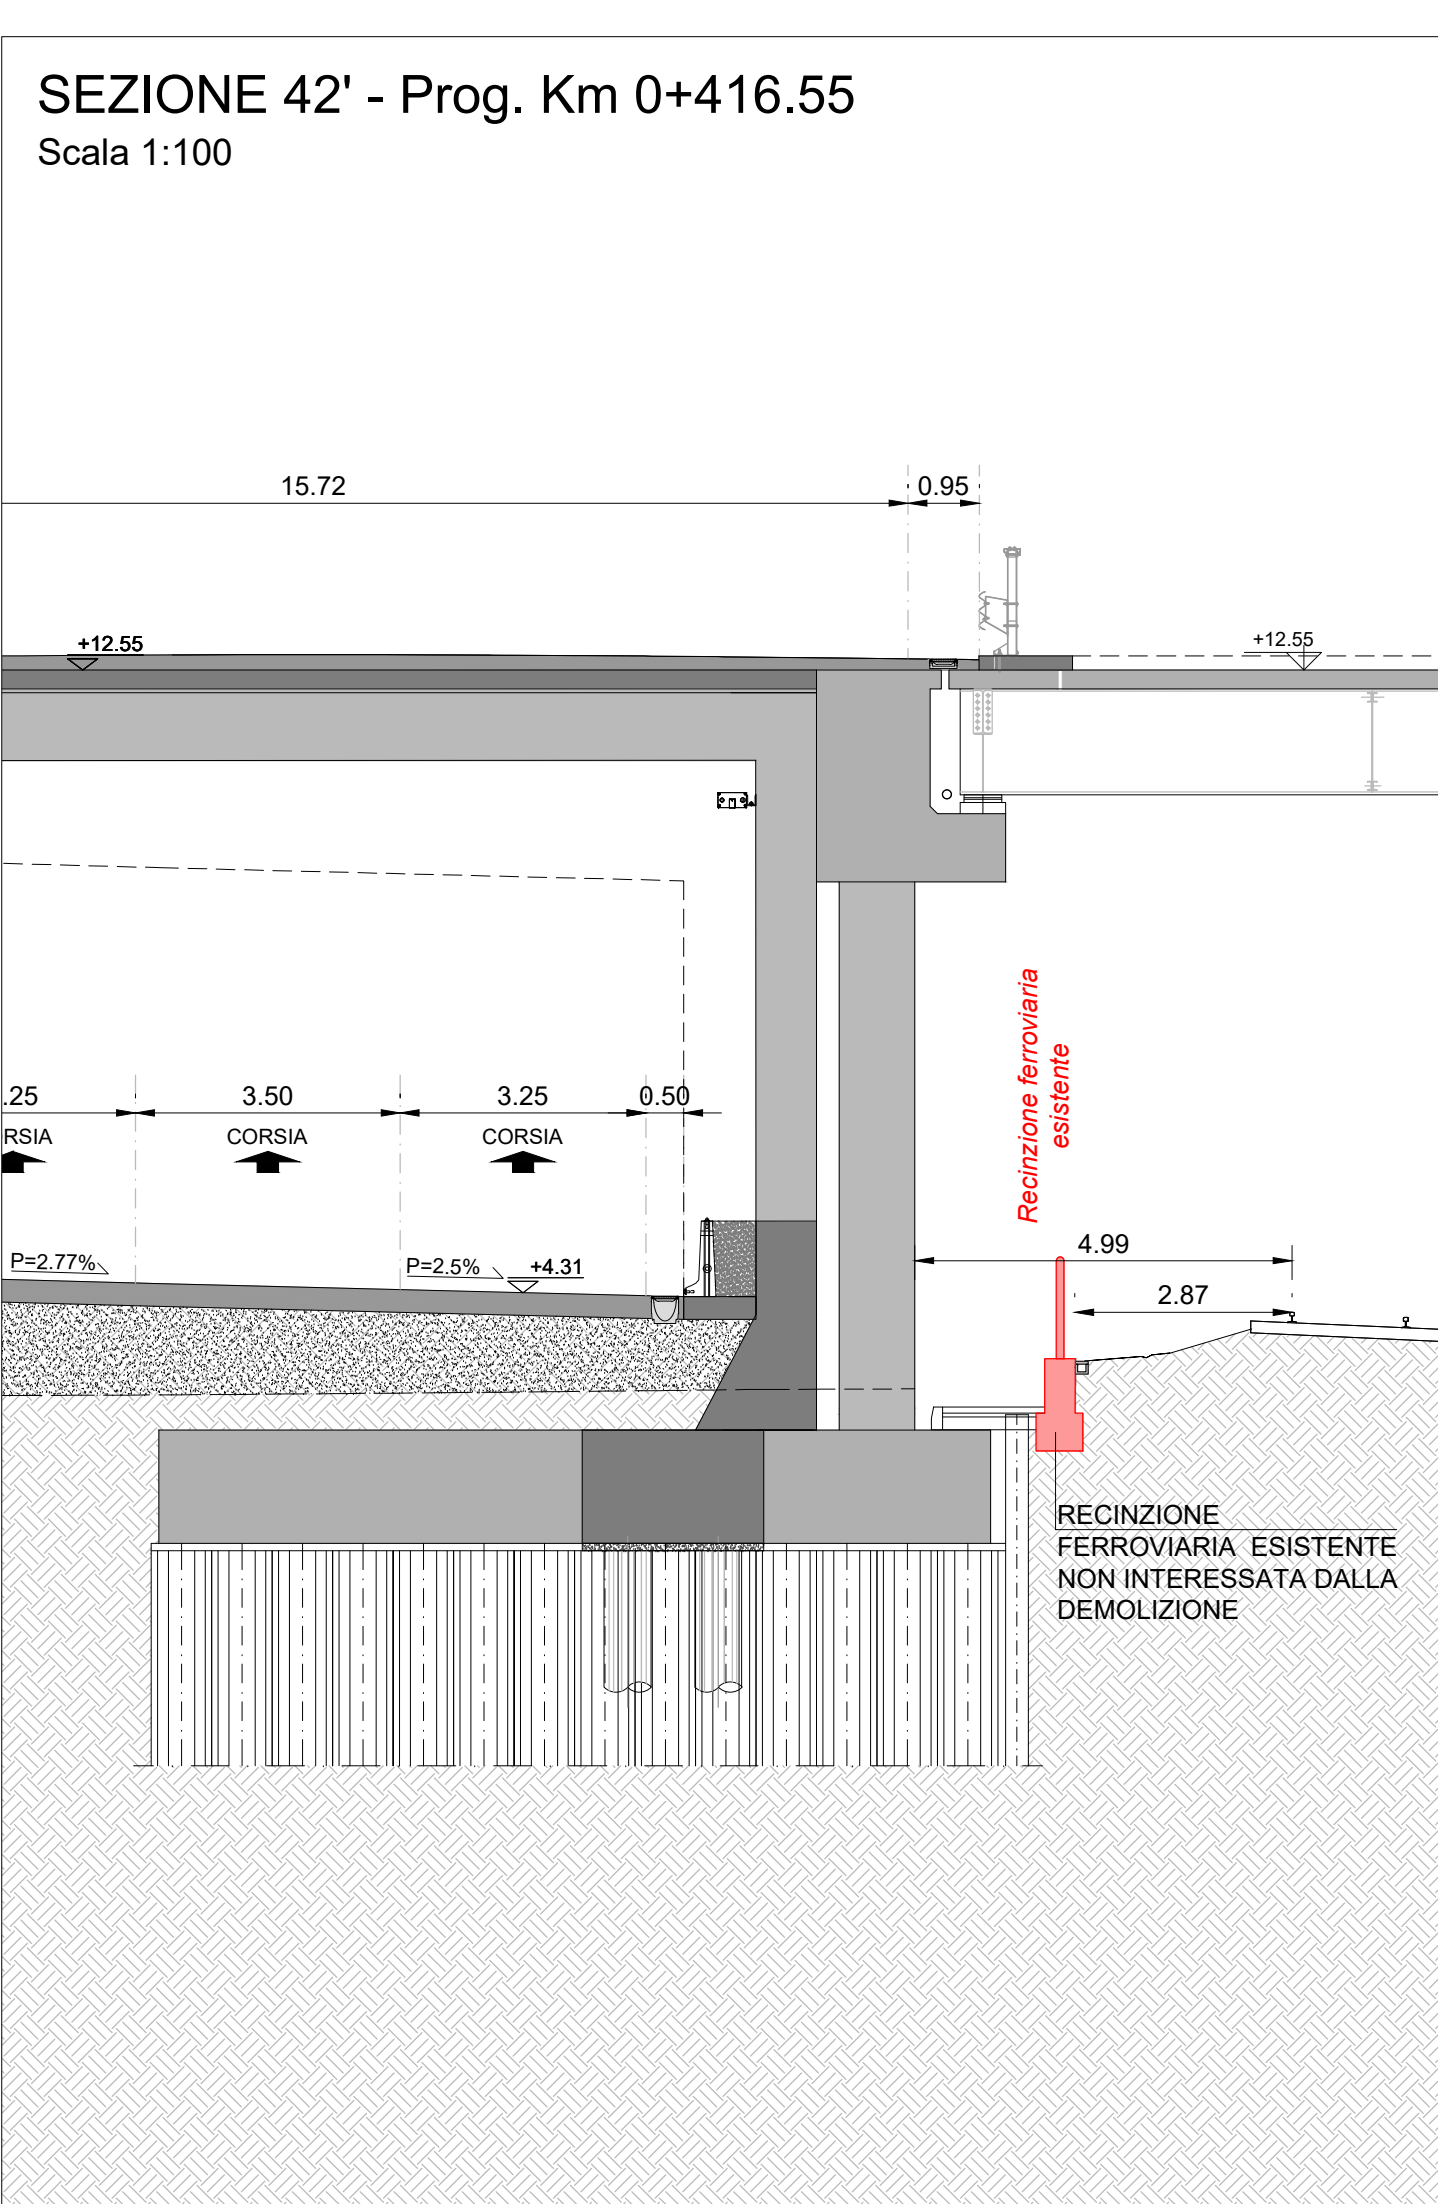 SEZIONE 42' - Prog. Km 0+416.55
Scala 1:100
15.72
0.95
+12.55
+12.55
Recinzione ferroviaria
esistente
.25
3.50
3.25
0.50
RSIA
CORSIA
CORSIA
4.99
P=2.77%
P=2.5%
+4.31
2.87
RECINZIONE
FERROVIARIA ESISTENTE
NON INTERESSATA DALLA
DEMOLIZIONE